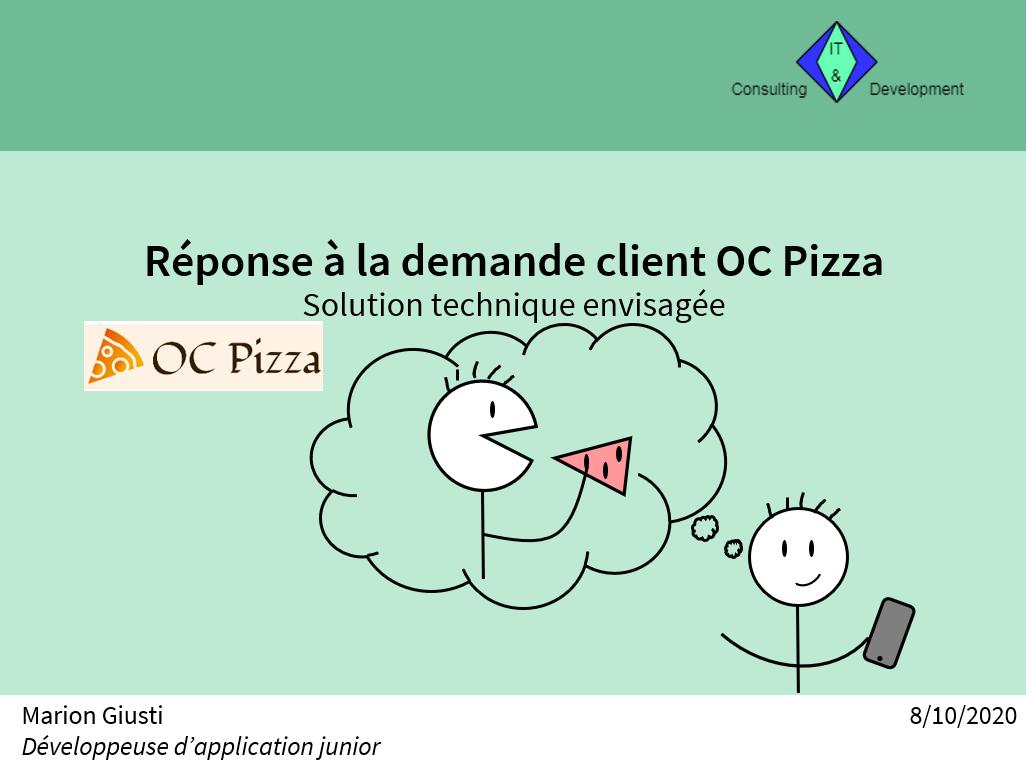 IT
&
Consulting Development
Réponse à la demande client OC Pizza
Solution technique envisagée
OC Pizza
Marion Giusti
8/10/2020
Développeuse d’application junior